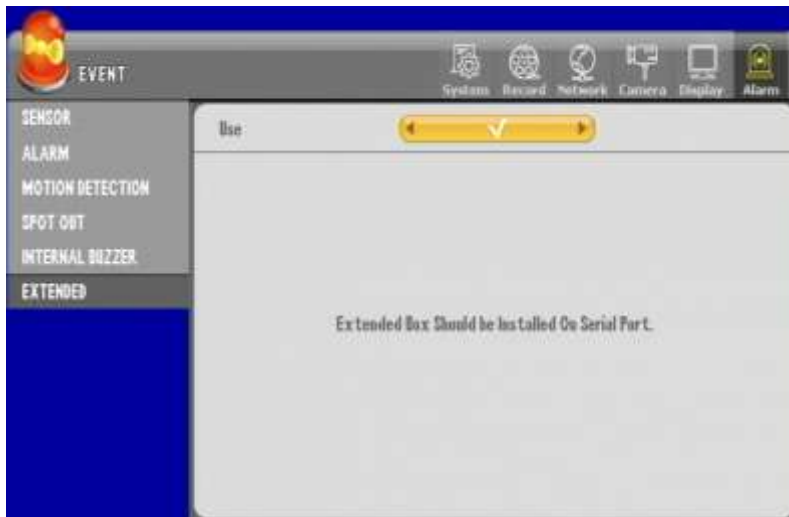 EVENT
System Record Network Camera Display Alarm
SENSOR
Use
ALARM
MOTION DETECTION
SPOT OUT
INTERNAL BUZZER
EXTENDED
Extended Box Should be Installed On Serial Port.